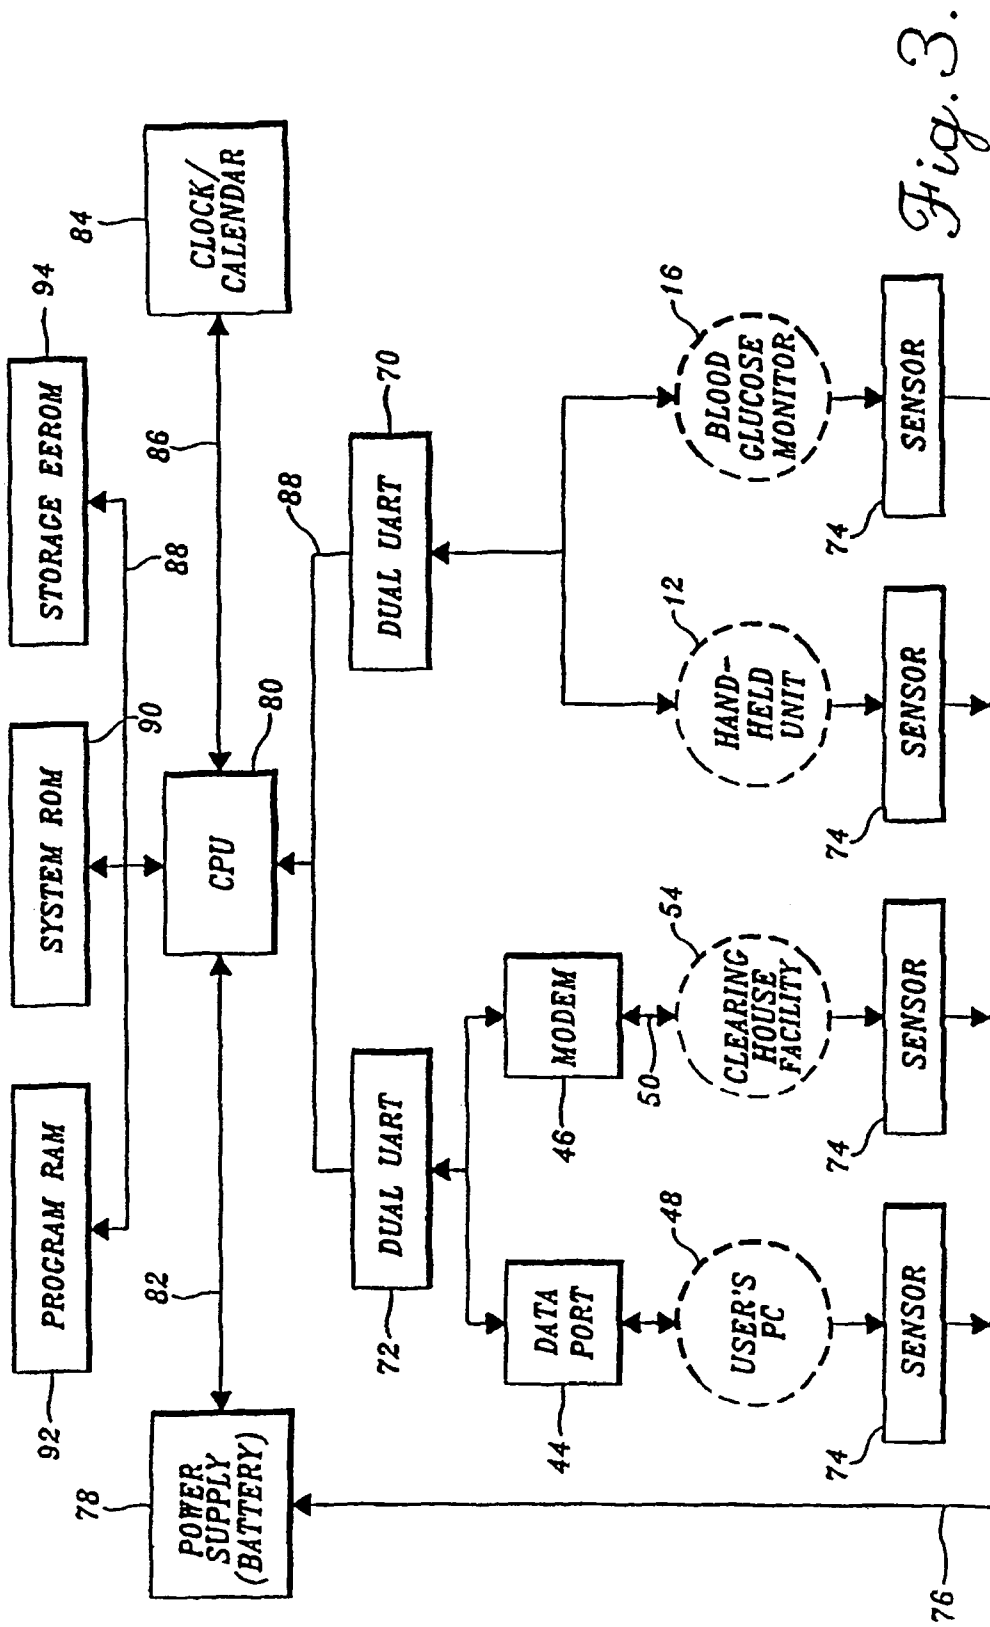 92
PROGRAM RAM
SYSTEM ROM
90
STORAGE EEROM
94
88
78
POWER
SUPPLY
(BATTERY)
82
CPU
80
86
CLOCK/
CALENDAR
84
88
72
DUAL UART
DUAL UART
70
44
DATA
PORT
46
MODEM
50
USER'S
PC
48
CLEARING
HOUSE
FACILITY
54
HAND-
HELD
UNIT
12
BLOOD
GLUCOSE
MONITOR
16
74
SENSOR
74
SENSOR
74
SENSOR
74
SENSOR
76
Fig. 3.